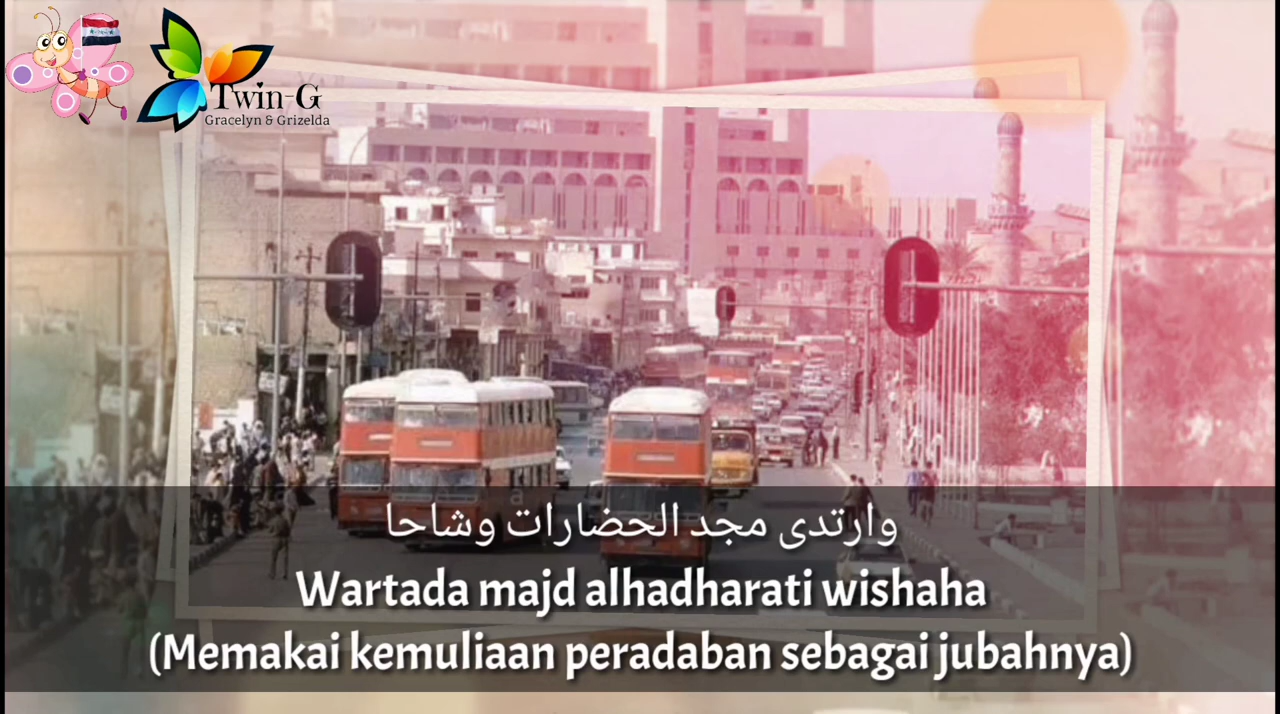 Twin-G
Gracelyn & Grizelda
وارتدى مجد الحضارات وشاحا
Wartada majd alhadharati wishaha
(Memakai kemuliaan peradaban sebagai jubahnya)